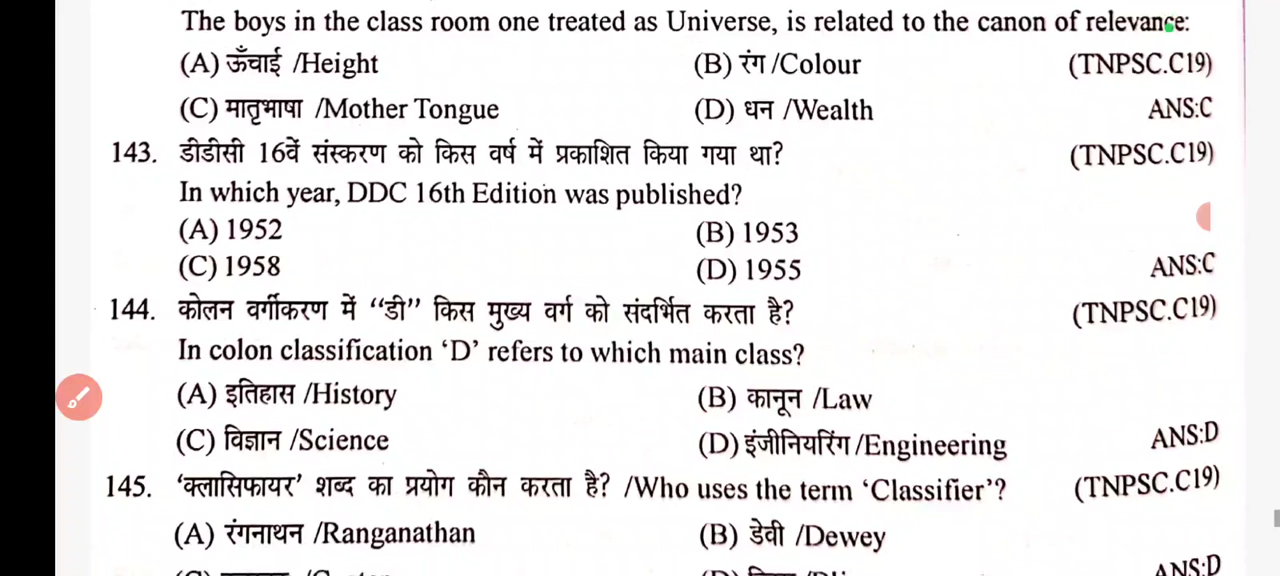 The boys in the class room one treated as Universe, is related to the canon of relevance:
(A) ऊँचाई /Height (B) रंग /Colour (TNPSC.C19)
(C) मातृभाषा /Mother Tongue (D) धन /Wealth ANS:C
143. डीडीसी 16वें संस्करण को किस वर्ष में प्रकाशित किया गया था? (TNPSC.C19)
In which year, DDC 16th Edition was published?
(A) 1952 (B) 1953
(C) 1958 (D) 1955 ANS:C
144. कोलन वर्गीकरण में “डी” किस मुख्य वर्ग को संदर्भित करता है? (TNPSC.C19)
In colon classification ‘D’ refers to which main class?
(A) इतिहास /History (B) कानून /Law
(C) विज्ञान /Science (D) इंजीनियरिंग /Engineering ANS:D
145. ‘क्लासिफायर’ शब्द का प्रयोग कौन करता है? /Who uses the term ‘Classifier’? (TNPSC.C19)
(A) रंगनाथन /Ranganathan (B) डेवी /Dewey
ANS:D